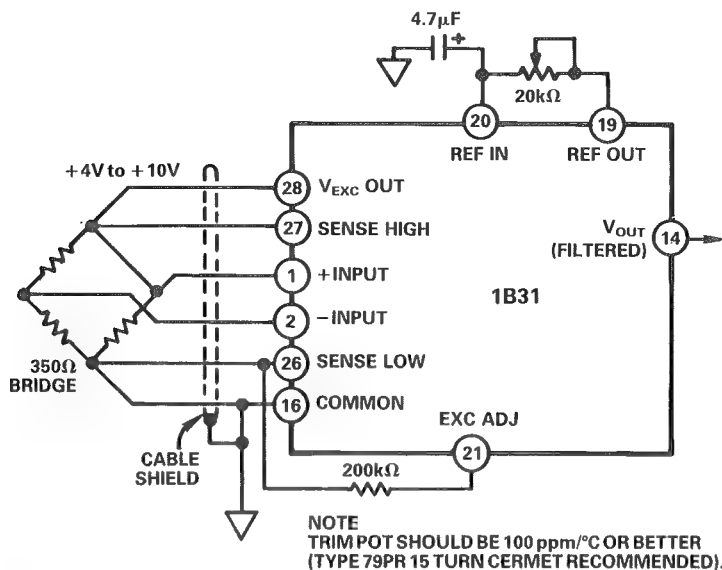 4.7μF
+
20kΩ
20
19
REF IN
REF OUT
+4V to +10V
28
V_EXC OUT
27
SENSE HIGH
V_OUT
(FILTERED)
14
1
+INPUT
1B31
2
−INPUT
350Ω
BRIDGE
26
SENSE LOW
16
COMMON
EXC ADJ
21
CABLE
SHIELD
200kΩ
NOTE
TRIM POT SHOULD BE 100 ppm/°C OR BETTER
(TYPE 79PR 15 TURN CERMET RECOMMENDED).